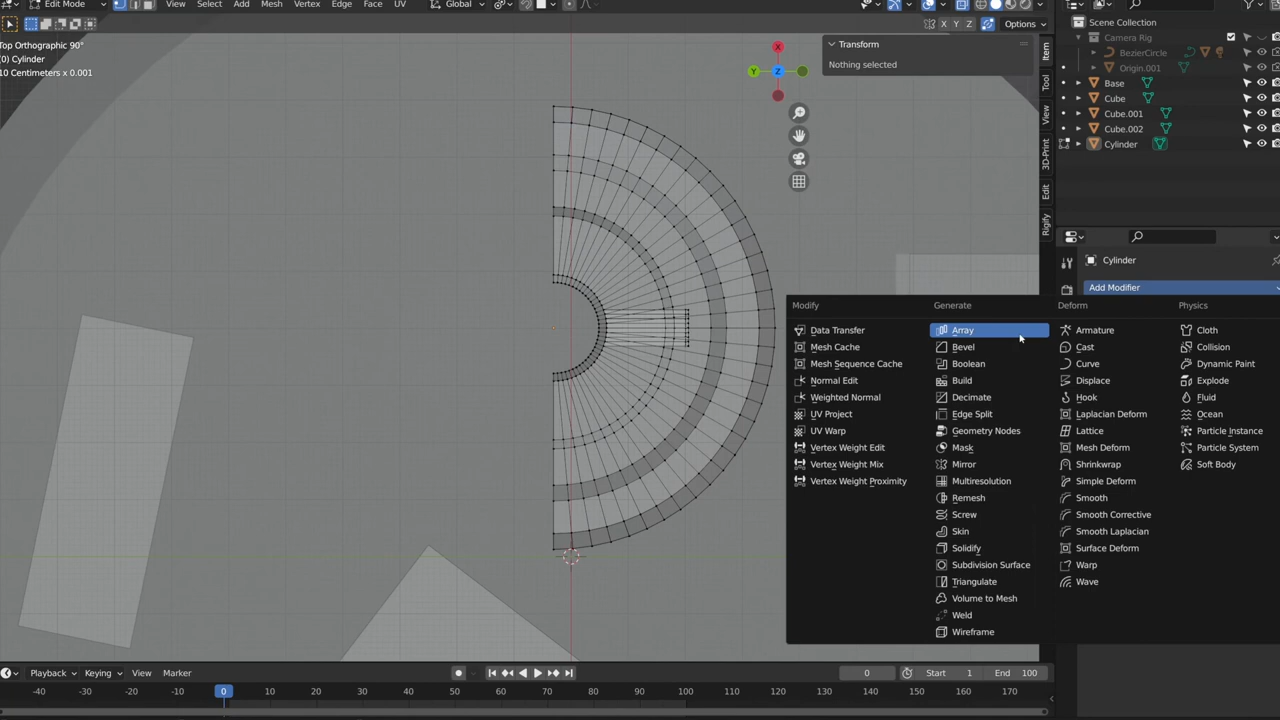 Edit Mode View Select Add Mesh Vertex Edge Face UV Global
X Y Z Options
Top Orthographic 90°
(0) Cylinder
10 Centimeters x 0.001
Transform
Nothing selected
X
Y
Z
Item
Tool
View
3D-Print
Edit
Rigify
Scene Collection
Camera Rig
BezierCircle
Origin.001
Base
Cube
Cube.001
Cube.002
Cylinder
Cylinder
Add Modifier
Modify
Data Transfer
Mesh Cache
Mesh Sequence Cache
Normal Edit
Weighted Normal
UV Project
UV Warp
Vertex Weight Edit
Vertex Weight Mix
Vertex Weight Proximity
Generate
Array
Bevel
Boolean
Build
Decimate
Edge Split
Geometry Nodes
Mask
Mirror
Multiresolution
Remesh
Screw
Skin
Solidify
Subdivision Surface
Triangulate
Volume to Mesh
Weld
Wireframe
Deform
Armature
Cast
Curve
Displace
Hook
Laplacian Deform
Lattice
Mesh Deform
Shrinkwrap
Simple Deform
Smooth
Smooth Corrective
Smooth Laplacian
Surface Deform
Warp
Wave
Physics
Cloth
Collision
Dynamic Paint
Explode
Fluid
Ocean
Particle Instance
Particle System
Soft Body
Playback Keying View Marker 0 Start 1 End 100
-40 -30 -20 -10 0 10 20 30 40 50 60 70 80 90 100 110 120 130 140 150 160 170